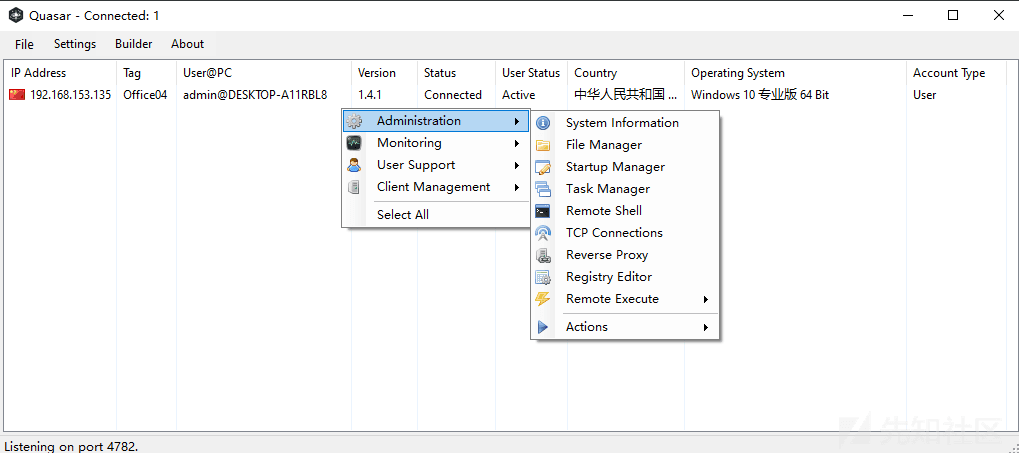 Quasar - Connected: 1
File Settings Builder About
IP Address Tag User@PC Version Status User Status Country Operating System Account Type
192.168.153.135 Office04 admin@DESKTOP-A11RBL8 1.4.1 Connected Active 中华人民共和国 ... Windows 10 专业版 64 Bit User
Administration
Monitoring
User Support
Client Management
Select All
System Information
File Manager
Startup Manager
Task Manager
Remote Shell
TCP Connections
Reverse Proxy
Registry Editor
Remote Execute
Actions
先知社区
Listening on port 4782.